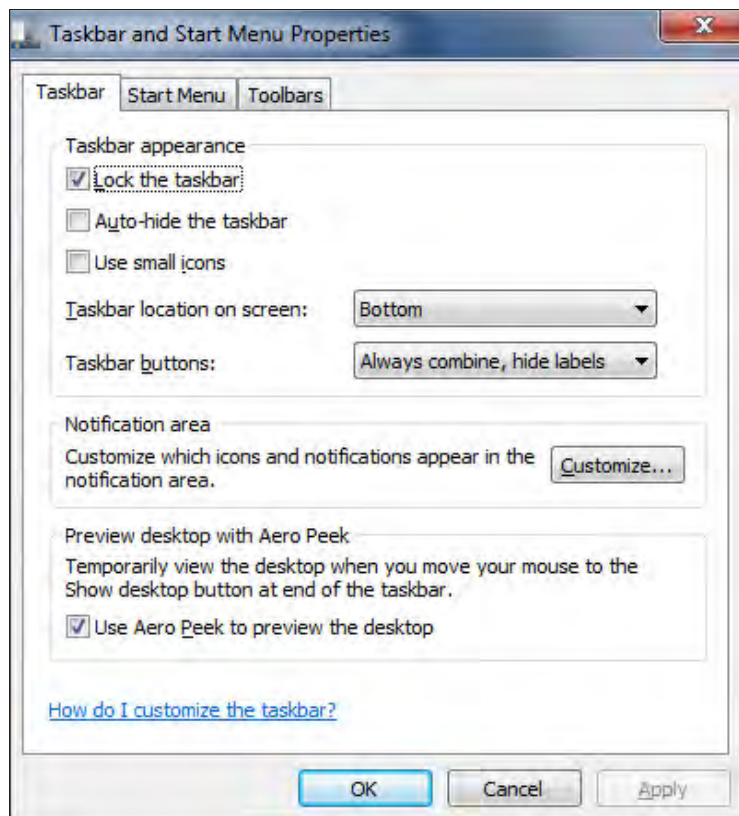 Taskbar and Start Menu Properties
Taskbar
Start Menu
Toolbars
Taskbar appearance
Lock the taskbar
Auto-hide the taskbar
Use small icons
Taskbar location on screen:
Bottom
Taskbar buttons:
Always combine, hide labels
Notification area
Customize which icons and notifications appear in the
notification area.
Customize...
Preview desktop with Aero Peek
Temporarily view the desktop when you move your mouse to the
Show desktop button at end of the taskbar.
Use Aero Peek to preview the desktop
How do I customize the taskbar?
OK
Cancel
Apply